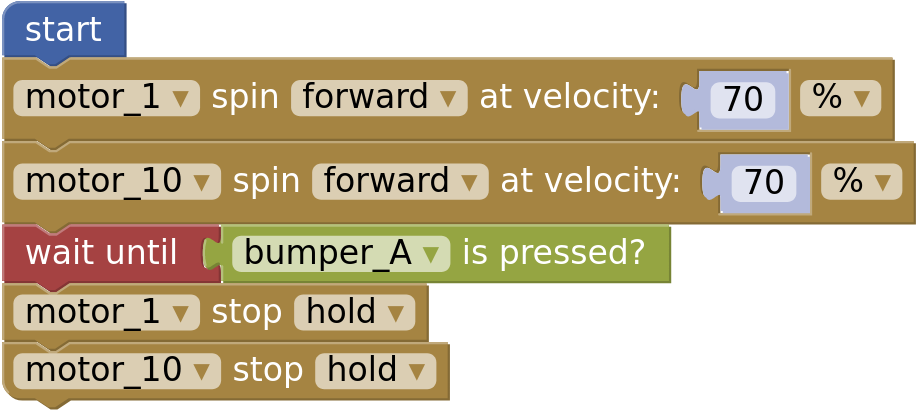 start
motor_1 ▼ spin forward ▼ at velocity: 70 % ▼
motor_10 ▼ spin forward ▼ at velocity: 70 % ▼
wait until bumper_A ▼ is pressed?
motor_1 ▼ stop hold ▼
motor_10 ▼ stop hold ▼